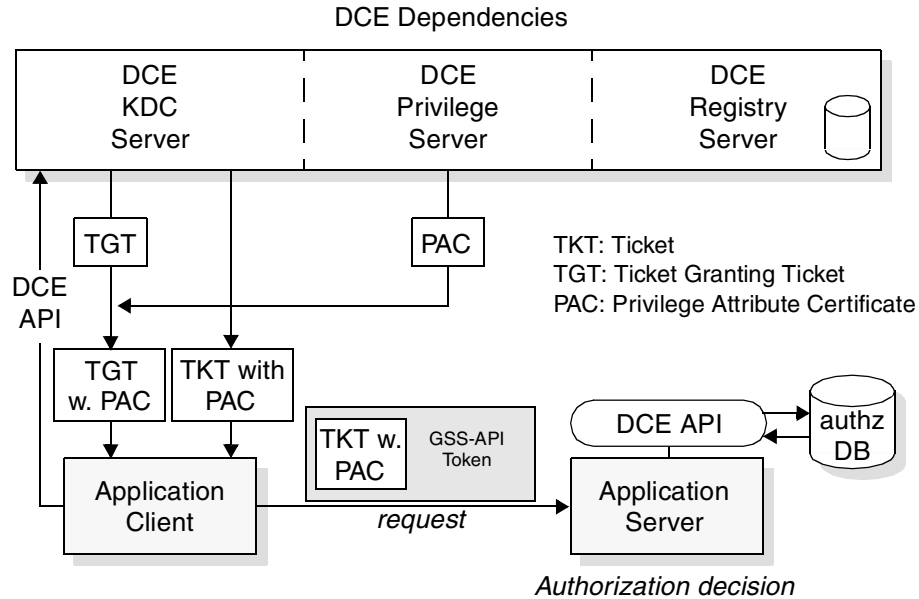 DCE Dependencies
DCE
KDC
Server
DCE
Privilege
Server
DCE
Registry
Server
TGT
PAC
TKT: Ticket
TGT: Ticket Granting Ticket
PAC: Privilege Attribute Certificate
DCE
API
TGT
w. PAC
TKT with
PAC
TKT w.
PAC
GSS-API
Token
DCE API
authz
DB
Application
Client
request
Application
Server
Authorization decision